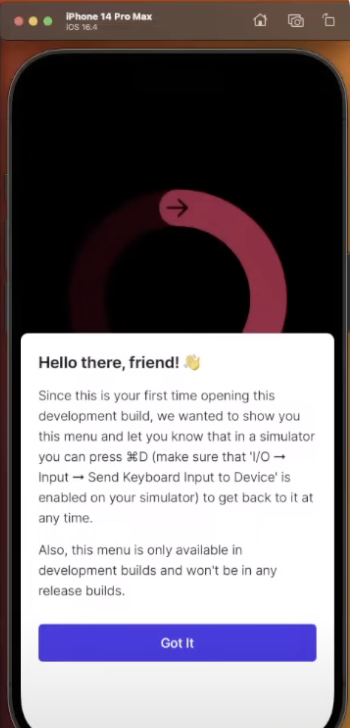 iPhone 14 Pro Max
iOS 16.4
Hello there, friend! 👋
Since this is your first time opening this
development build, we wanted to show you
this menu and let you know that in a simulator
you can press ⌘D (make sure that 'I/O →
Input → Send Keyboard Input to Device' is
enabled on your simulator) to get back to it at
any time.
Also, this menu is only available in
development builds and won't be in any
release builds.
Got It